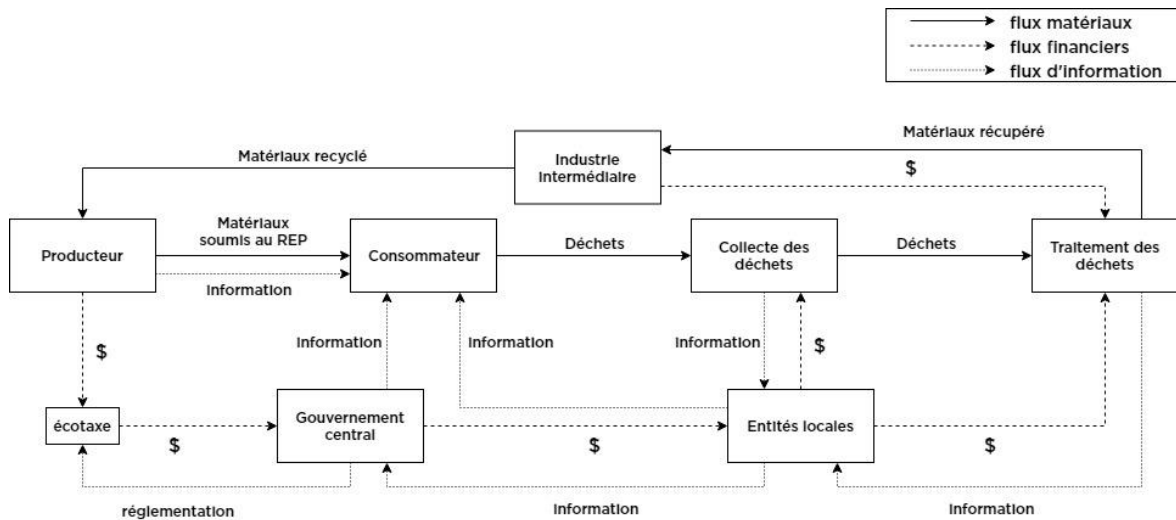 flux matériaux
flux financiers
flux d'information
Matériaux récupéré
Matériaux recyclé
Industrie
intermédiaire
$
Producteur
Matériaux
soumis au REP
Information
Consommateur
Déchets
Collecte des
déchets
Déchets
Traitement des
déchets
$
Information
Information
Information
$
écotaxe
$
Gouvernement
central
$
Entités locales
$
réglementation
Information
Information